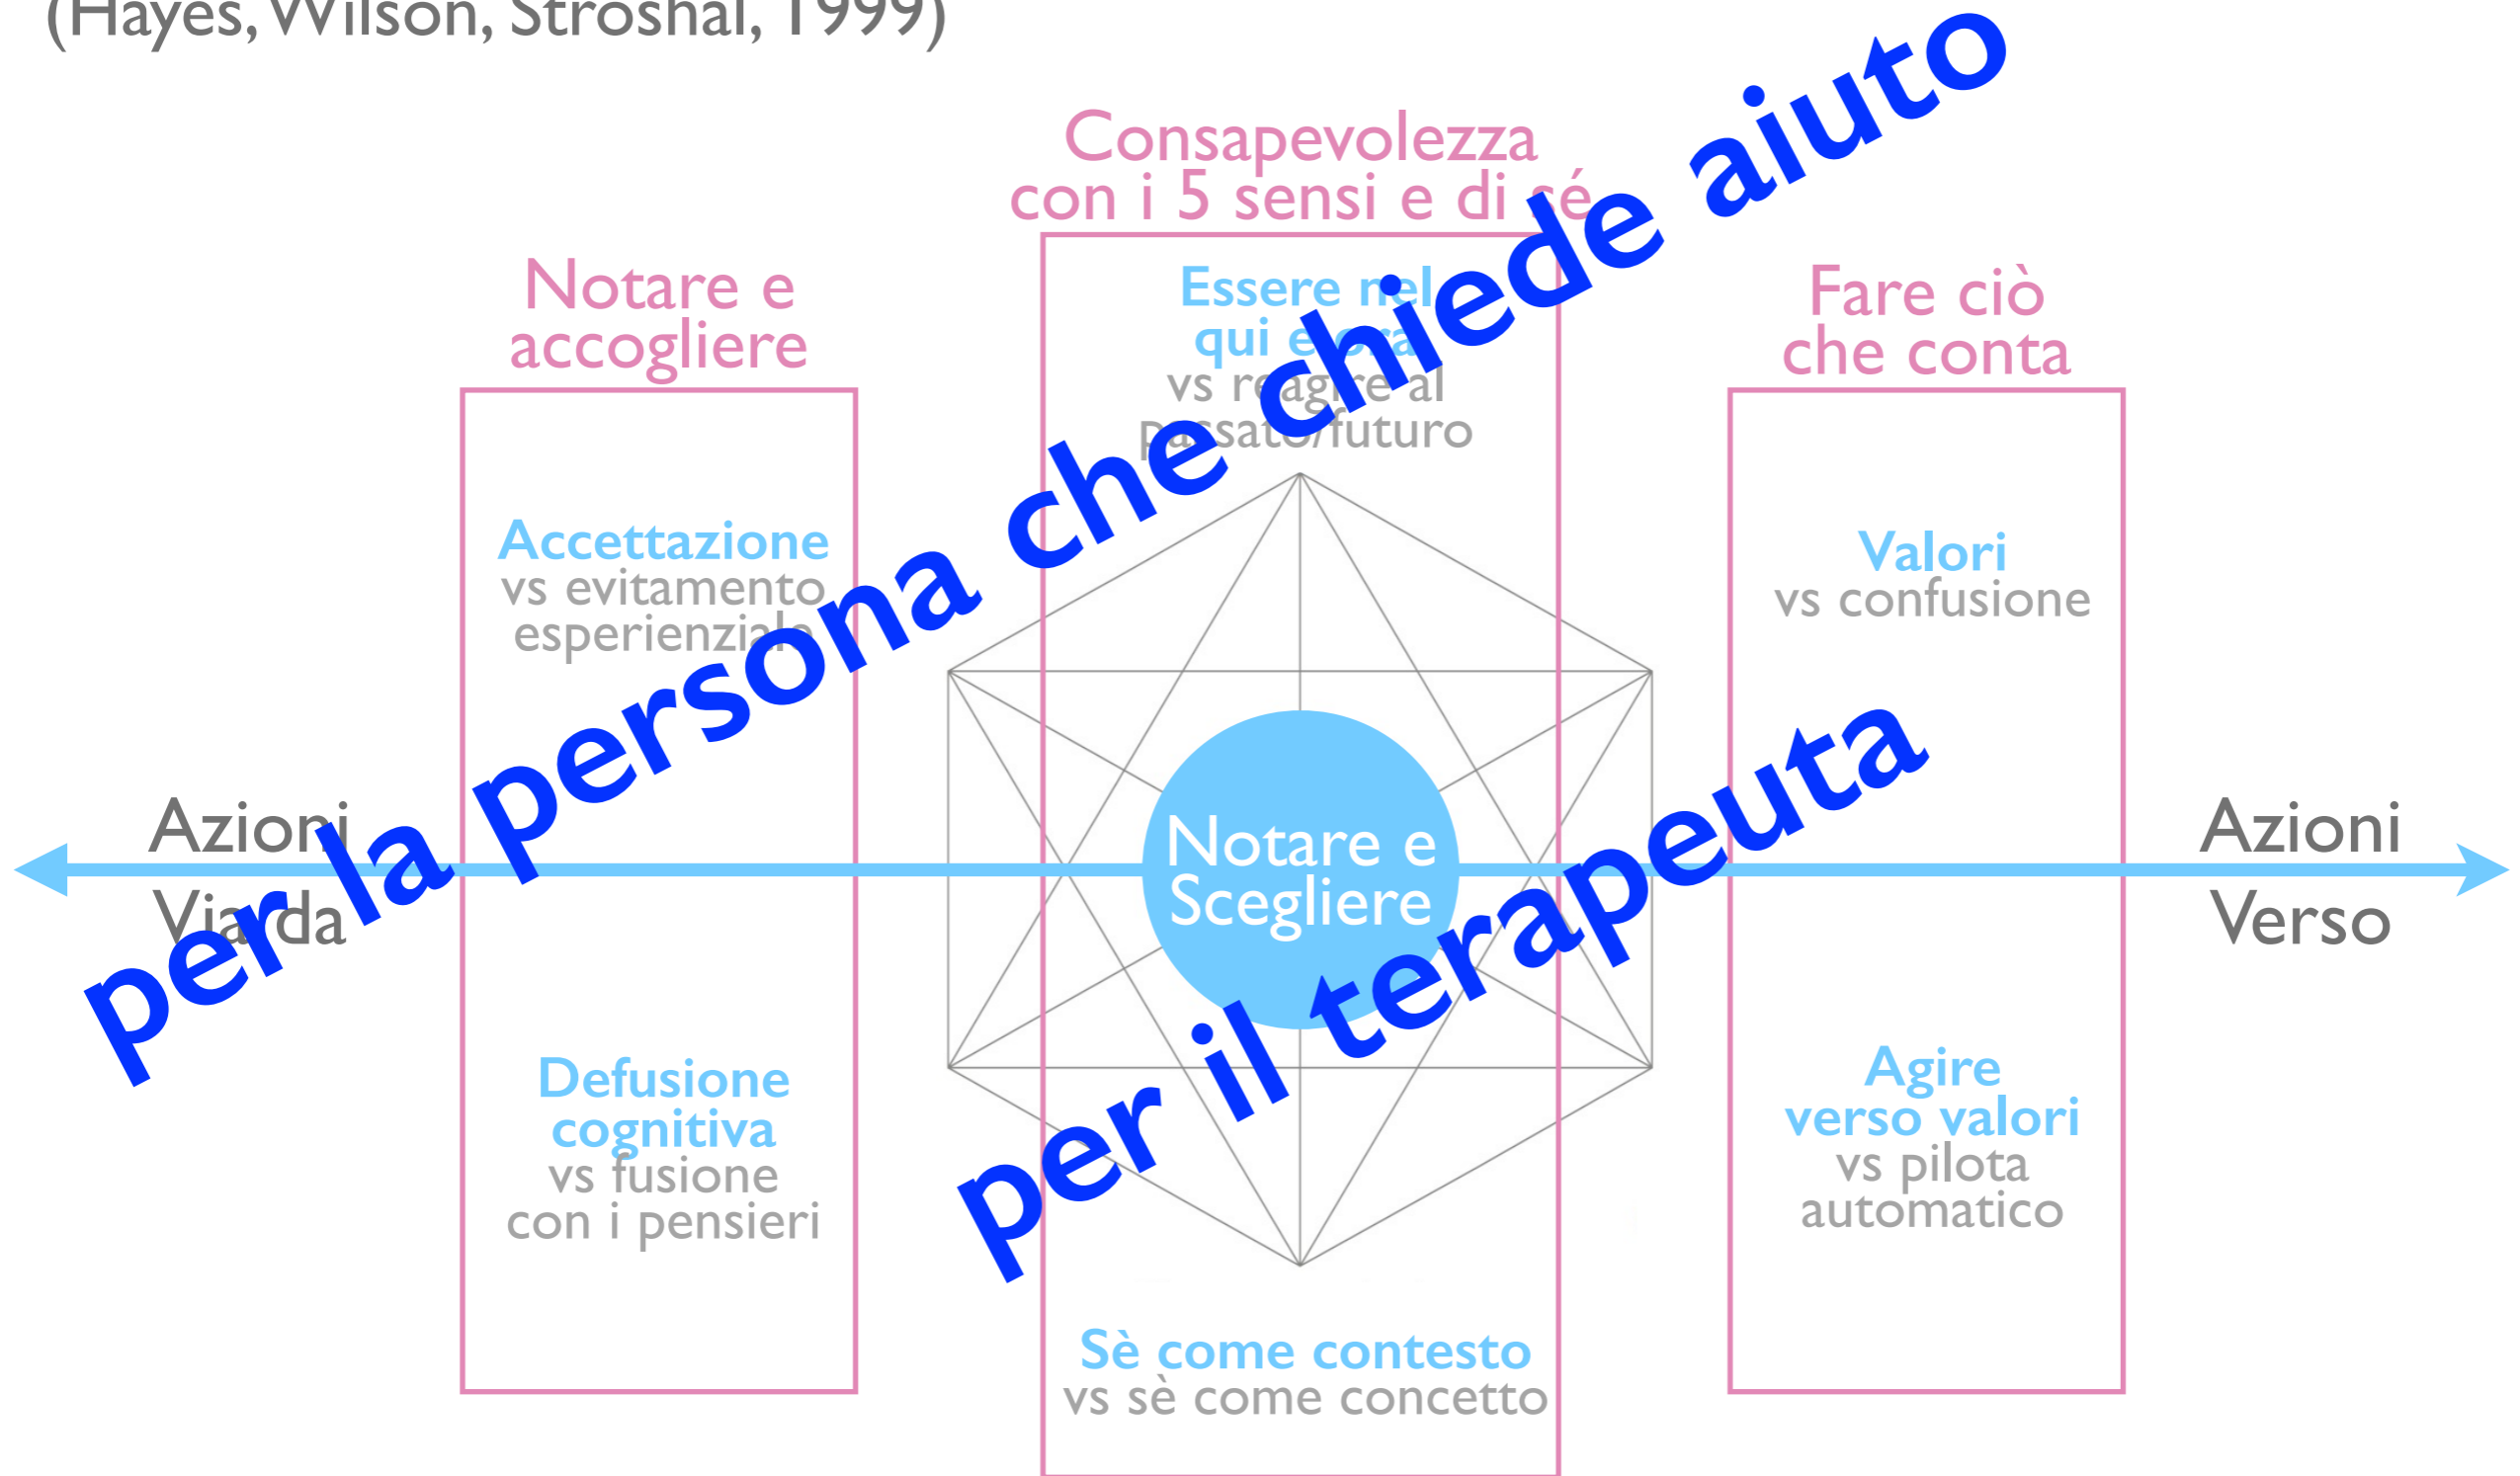 (Hayes, Wilson, Stroshal, 1999)
Consapevolezza
con i 5 sensi e di sé
Notare e
accogliere
Fare ciò
che conta
Essere nel
qui e ora
vs reagire al
passato/futuro
Accettazione
vs evitamento
esperienziale
Valori
vs confusione
Azioni
Via da
Notare e
Scegliere
Azioni
Verso
Defusione
cognitiva
vs fusione
con i pensieri
Agire
verso valori
vs pilota
automatico
Sè come contesto
vs sè come concetto
per la persona che chiede aiuto
per il terapeuta